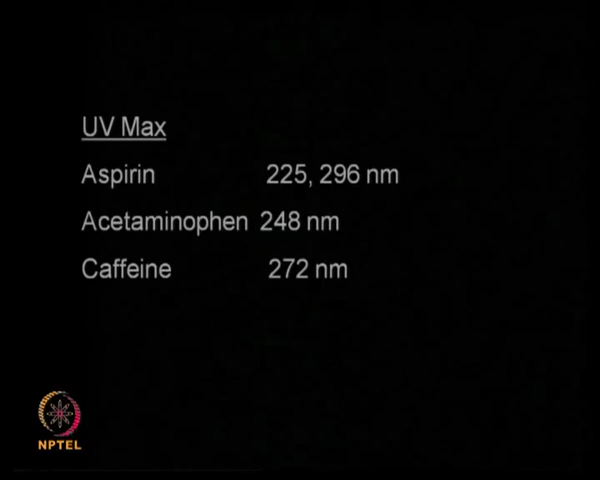 UV Max
Aspirin 225, 296 nm
Acetaminophen 248 nm
Caffeine 272 nm
NPTEL